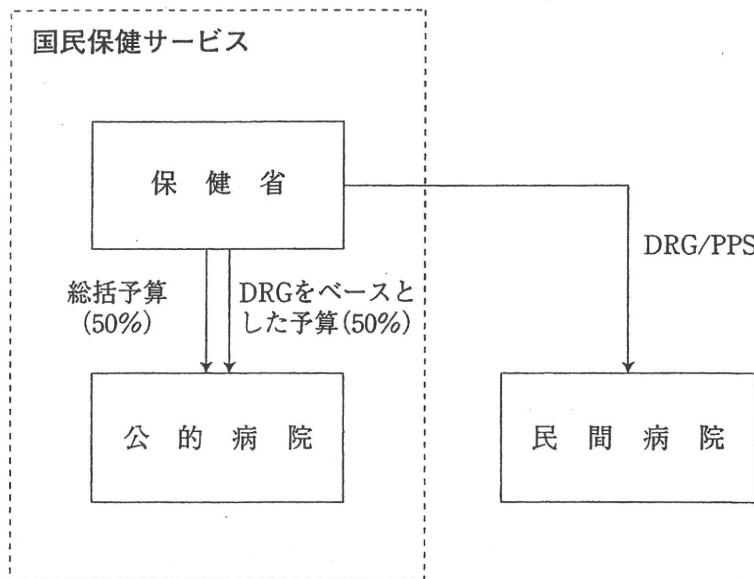 国民保健サービス
保健省
DRG/PPS
総括予算
(50%)
DRGをベースと
した予算(50%)
公的病院
民間病院